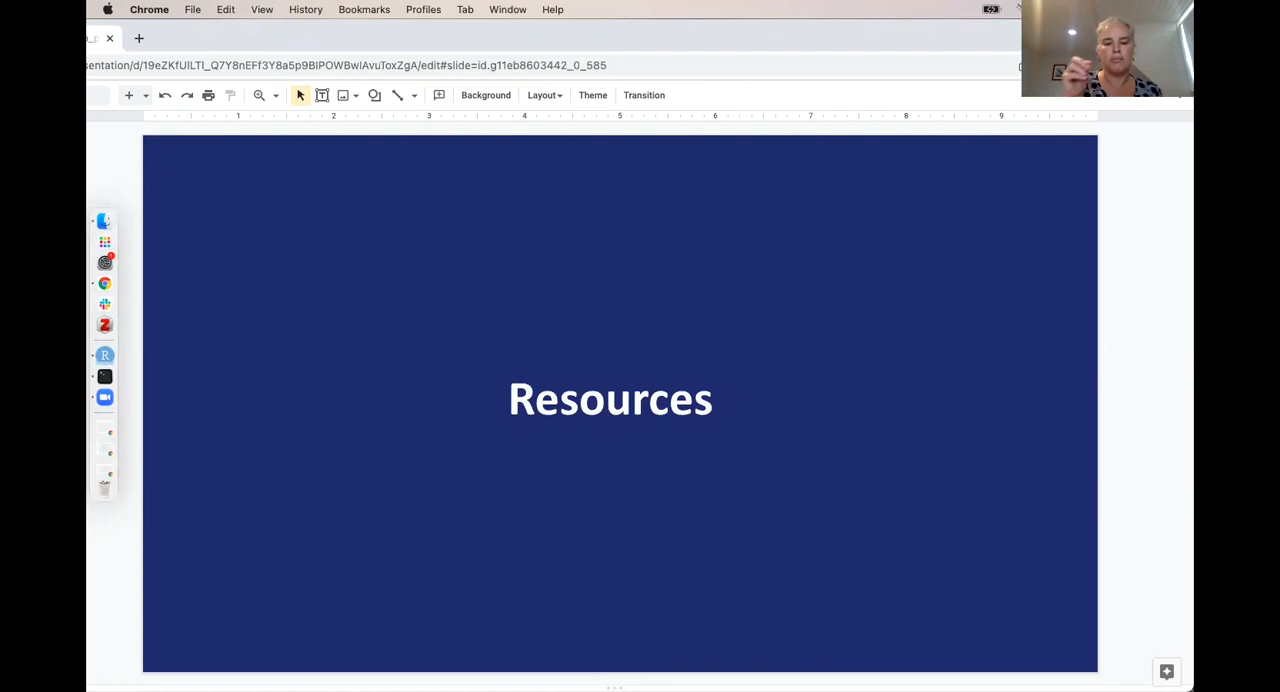 Chrome File Edit View History Bookmarks Profiles Tab Window Help
sentation/d/19eZKfUILTI_Q7Y8nEFf3Y8a5p9BIPOWBwIAvuToxZgA/edit#slide=id.g11eb8603442_0_585
Background Layout Theme Transition
1 2 3 4 5 6 7 8 9
Resources